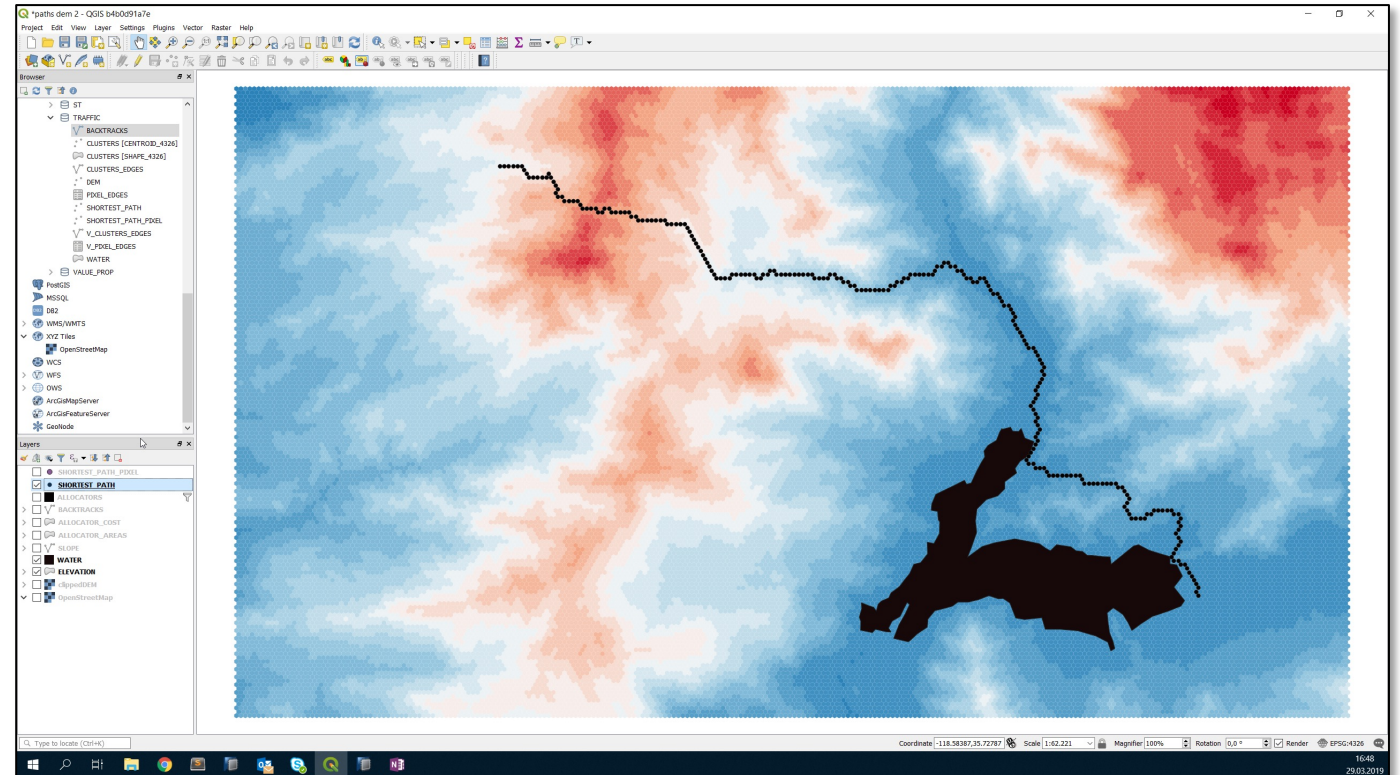 *paths dem 2 - QGIS b4b0d91a7e
Project Edit View Layer Settings Plugins Vector Raster Help
Browser
ST
TRAFFIC
BACKTRACKS
CLUSTERS [CENTROID_4326]
CLUSTERS [SHAPE_4326]
CLUSTERS_EDGES
DEM
PIXEL_EDGES
SHORTEST_PATH
SHORTEST_PATH_PIXEL
V_CLUSTERS_EDGES
V_PIXEL_EDGES
WATER
VALUE_PROP
PostGIS
MSSQL
DB2
WMS/WMTS
XYZ Tiles
OpenStreetMap
WCS
WFS
OWS
ArcGisMapServer
ArcGisFeatureServer
GeoNode
Layers
SHORTEST_PATH_PIXEL
SHORTEST_PATH
ALLOCATORS
BACKTRACKS
ALLOCATOR_COST
ALLOCATOR_AREAS
SLOPE
WATER
ELEVATION
clippedDEM
OpenStreetMap
Type to locate (Ctrl+K)
Coordinate -118.58387,35.72787 Scale 1:62.221 Magnifier 100% Rotation 0,0 ° Render EPSG:4326
16:48
29.03.2019